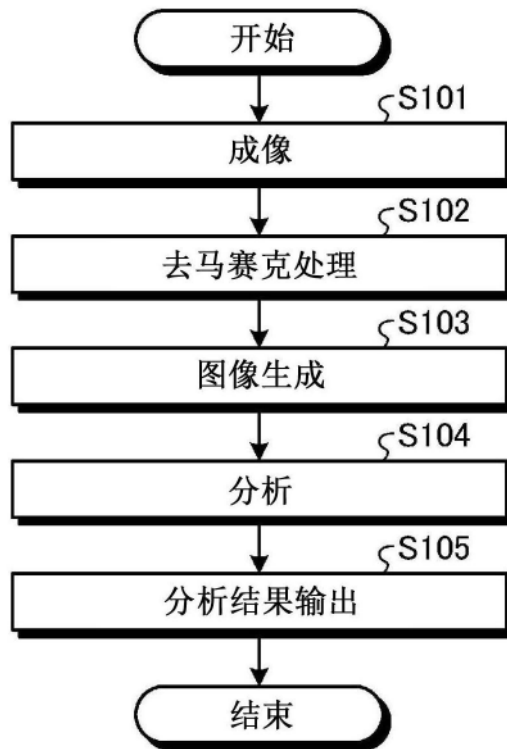 开始
S101
成像
S102
去马赛克处理
S103
图像生成
S104
分析
S105
分析结果输出
结束